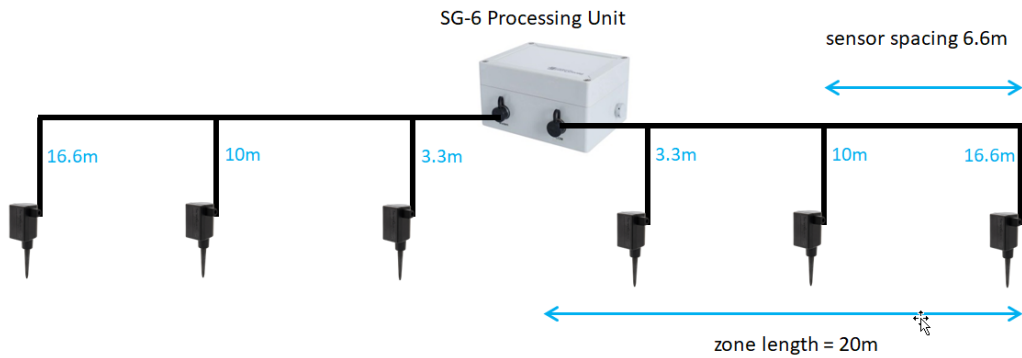 SG-6 Processing Unit
sensor spacing 6.6m
16.6m
10m
3.3m
3.3m
10m
16.6m
zone length = 20m